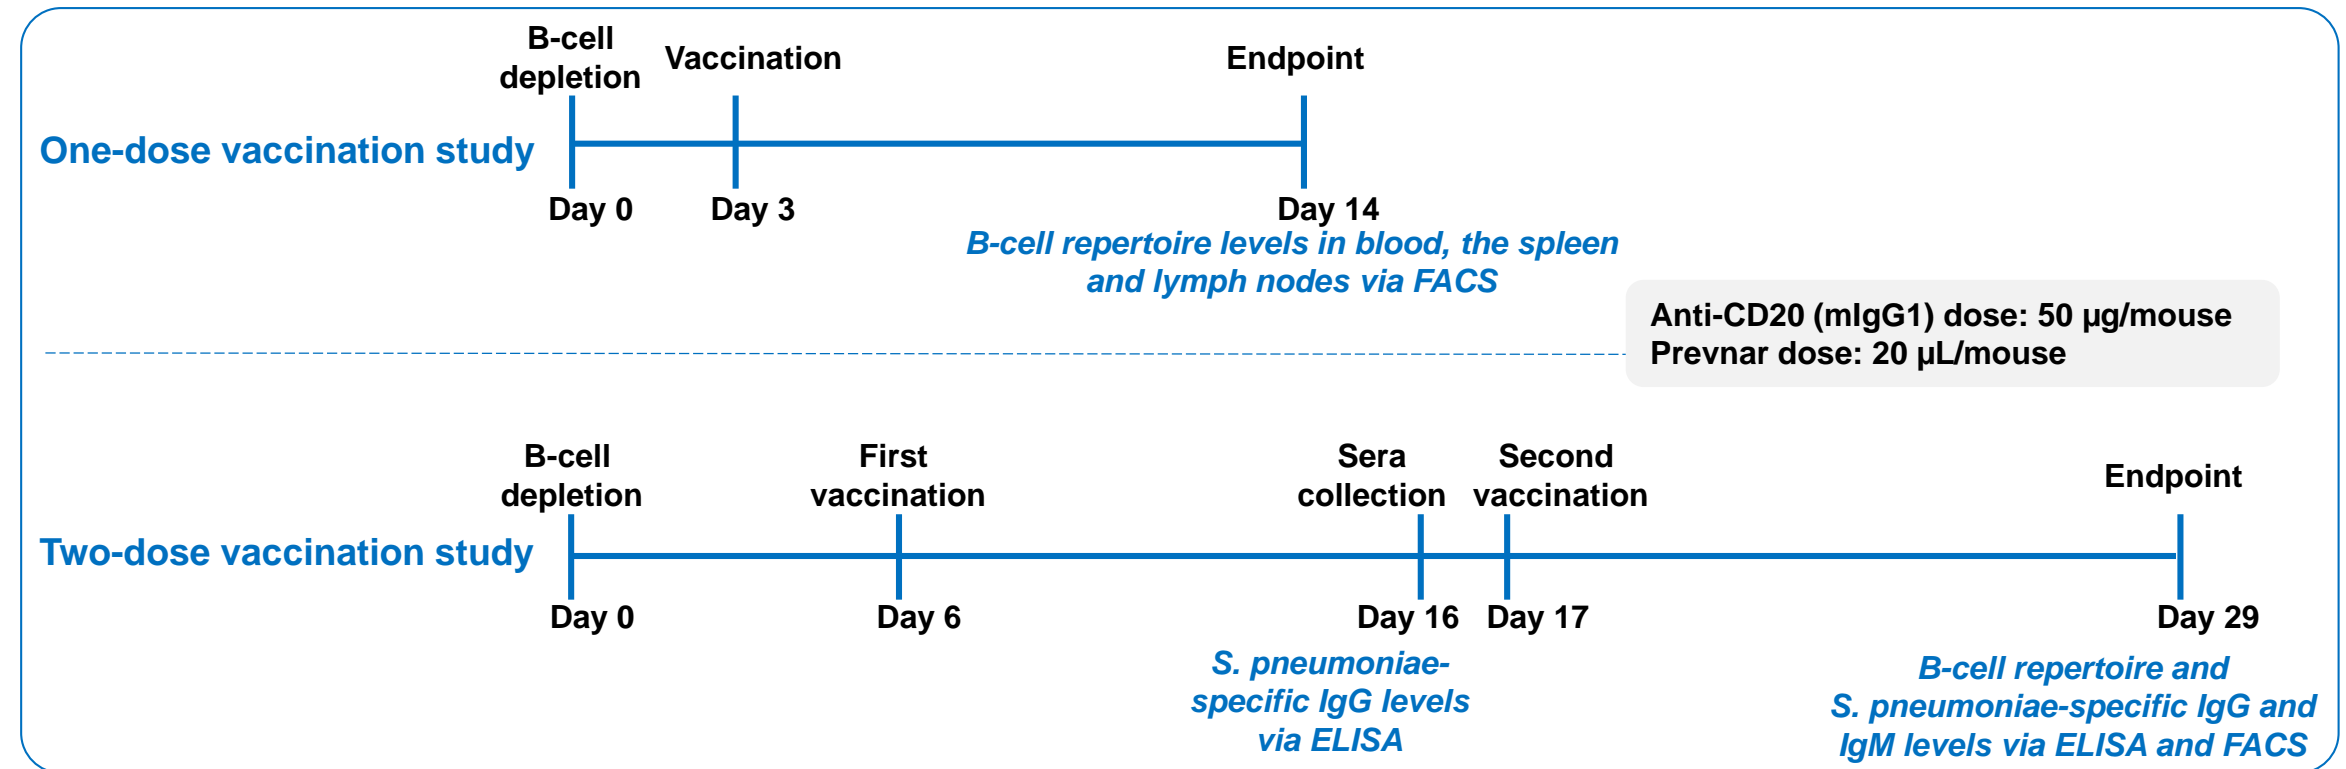 B-cell
depletion
Vaccination
Endpoint
One-dose vaccination study
Day 0
Day 3
Day 14
B-cell repertoire levels in blood, the spleen
and lymph nodes via FACS
Anti-CD20 (mIgG1) dose: 50 µg/mouse
Prevnar dose: 20 µL/mouse
B-cell
depletion
First
vaccination
Sera
collection
Second
vaccination
Endpoint
Two-dose vaccination study
Day 0
Day 6
Day 16
Day 17
Day 29
S. pneumoniae-
specific IgG levels
via ELISA
B-cell repertoire and
S. pneumoniae-specific IgG and
IgM levels via ELISA and FACS